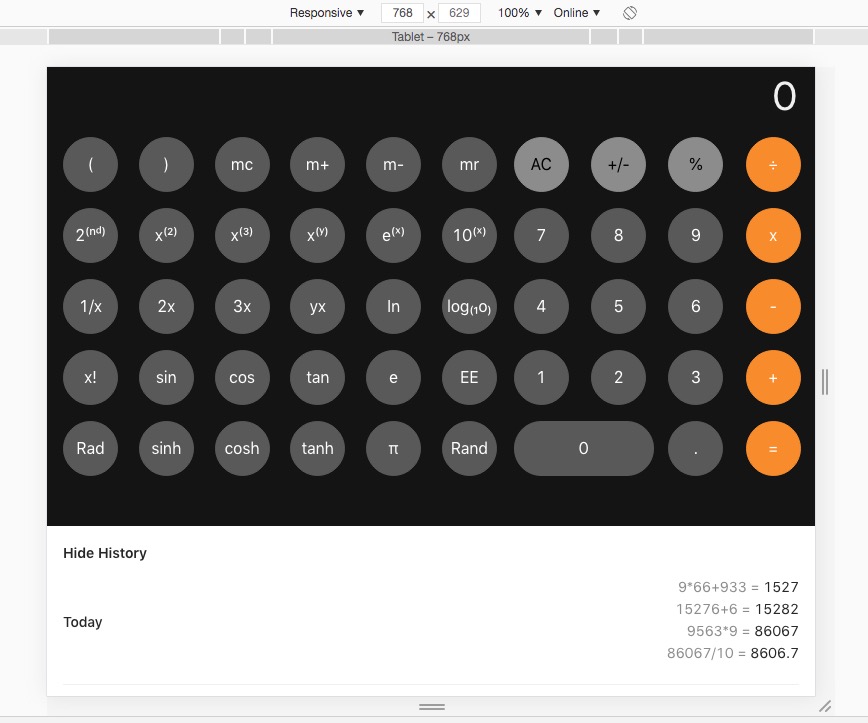 Responsive ▼ 768 × 629 100% ▼ Online ▼
Tablet – 768px
0
( ) mc m+ m- mr AC +/- % ÷
2⁽ⁿᵈ⁾ x⁽²⁾ x⁽³⁾ x⁽ʸ⁾ e⁽ˣ⁾ 10⁽ˣ⁾ 7 8 9 x
1/x 2x 3x yx ln log₍₁o₎ 4 5 6 -
x! sin cos tan e EE 1 2 3 +
Rad sinh cosh tanh π Rand 0 . =
Hide History
9*66+933 = 1527
15276+6 = 15282
Today
9563*9 = 86067
86067/10 = 8606.7